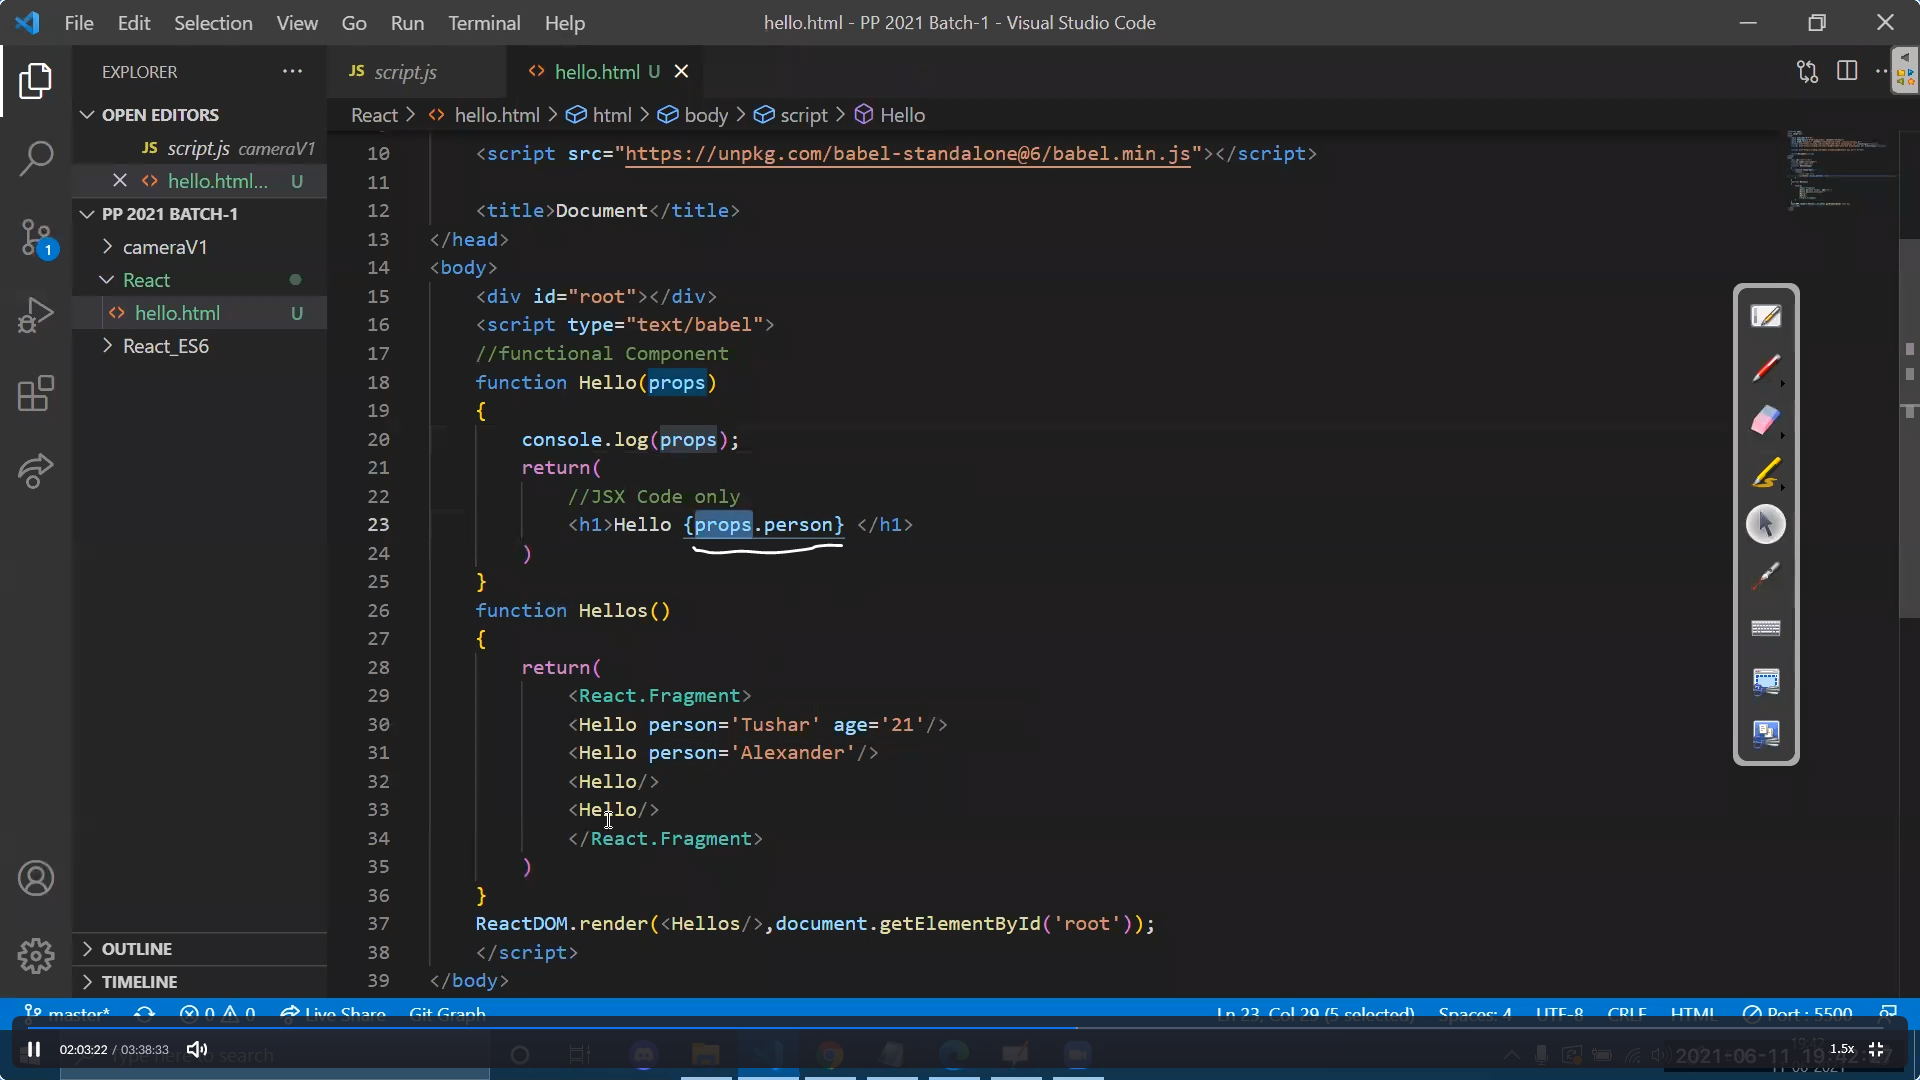 File Edit Selection View Go Run Terminal Help hello.html - PP 2021 Batch-1 - Visual Studio Code
EXPLORER ···
JS script.js
<> hello.html U
OPEN EDITORS
JS script.js cameraV1
<> hello.html... U
PP 2021 BATCH-1
cameraV1
React
<> hello.html U
React_ES6
OUTLINE
TIMELINE
1
React > <> hello.html > html > body > script > Hello
10 <script src="https://unpkg.com/babel-standalone@6/babel.min.js"></script>
11
12 <title>Document</title>
13 </head>
14 <body>
15 <div id="root"></div>
16 <script type="text/babel">
17 //functional Component
18 function Hello(props)
19 {
20 console.log(props);
21 return(
22 //JSX Code only
23 <h1>Hello {props.person} </h1>
24 )
25 }
26 function Hellos()
27 {
28 return(
29 <React.Fragment>
30 <Hello person='Tushar' age='21'/>
31 <Hello person='Alexander'/>
32 <Hello/>
33 <Hello/>
34 </React.Fragment>
35 )
36 }
37 ReactDOM.render(<Hellos/>,document.getElementById('root'));
38 </script>
39 </body>
master* 0 0 Live Share Git Graph Ln 23, Col 29 (5 selected) Spaces: 4 UTF-8 CRLF HTML Port : 5500
02:03:22 / 03:38:33 Type here to search 1.5x